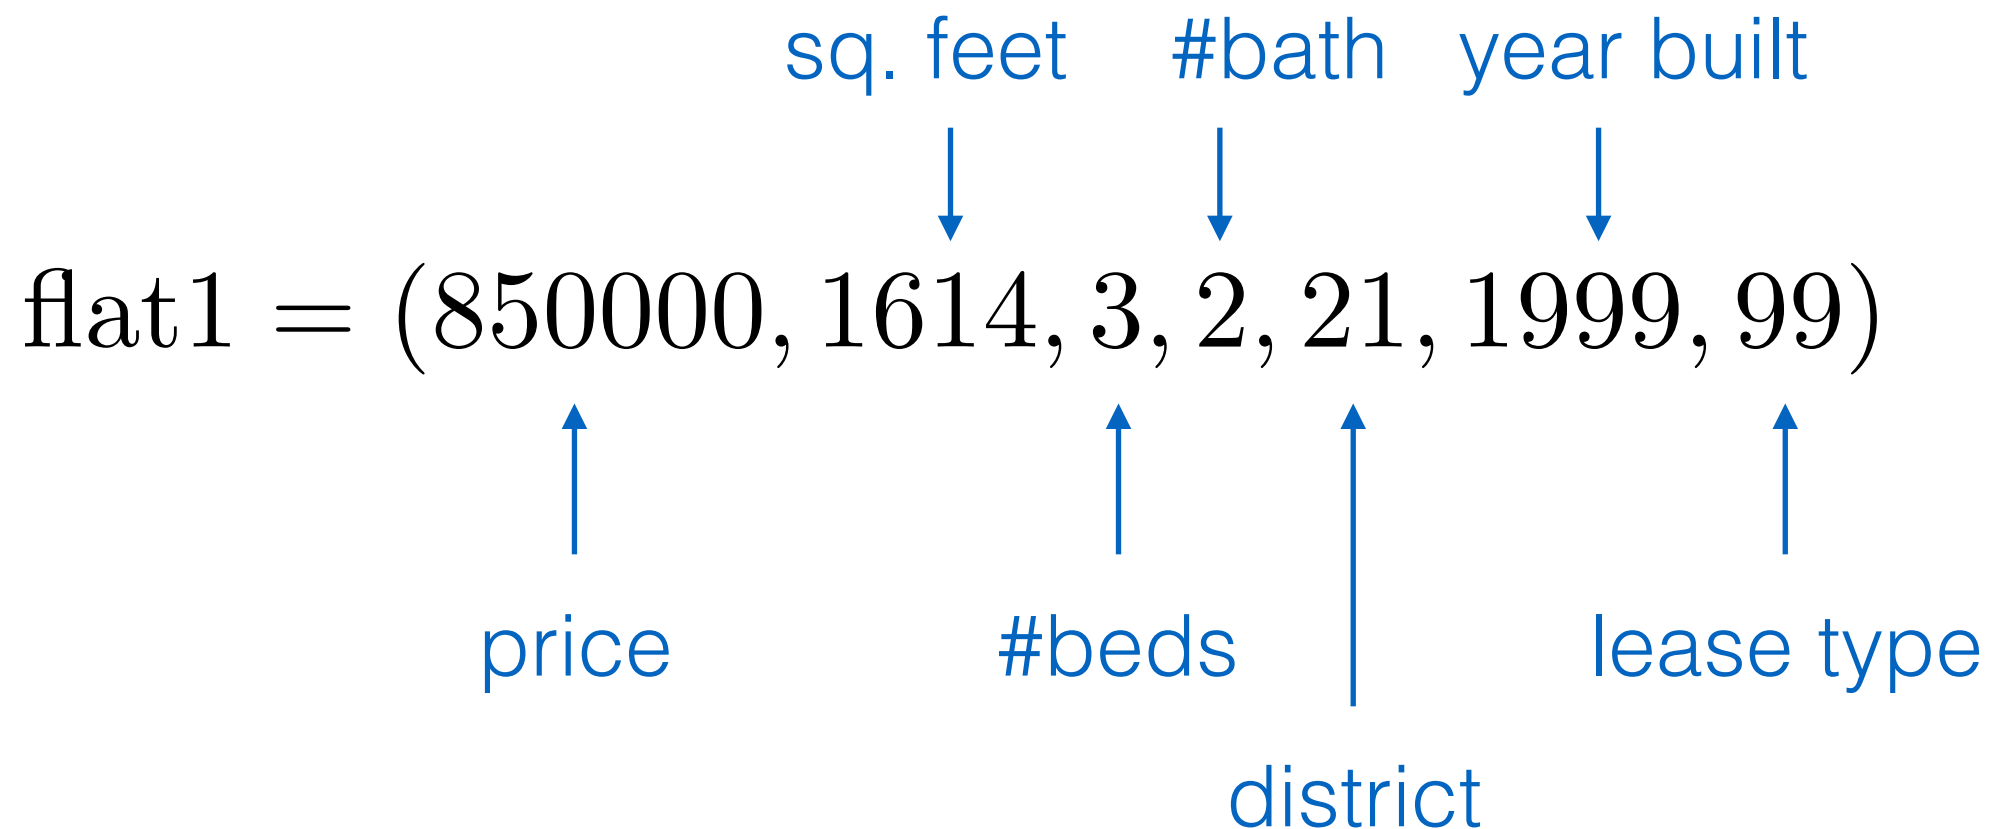 sq. feet #bath year built
flat1 = (850000, 1614, 3, 2, 21, 1999, 99)
price #beds lease type
district